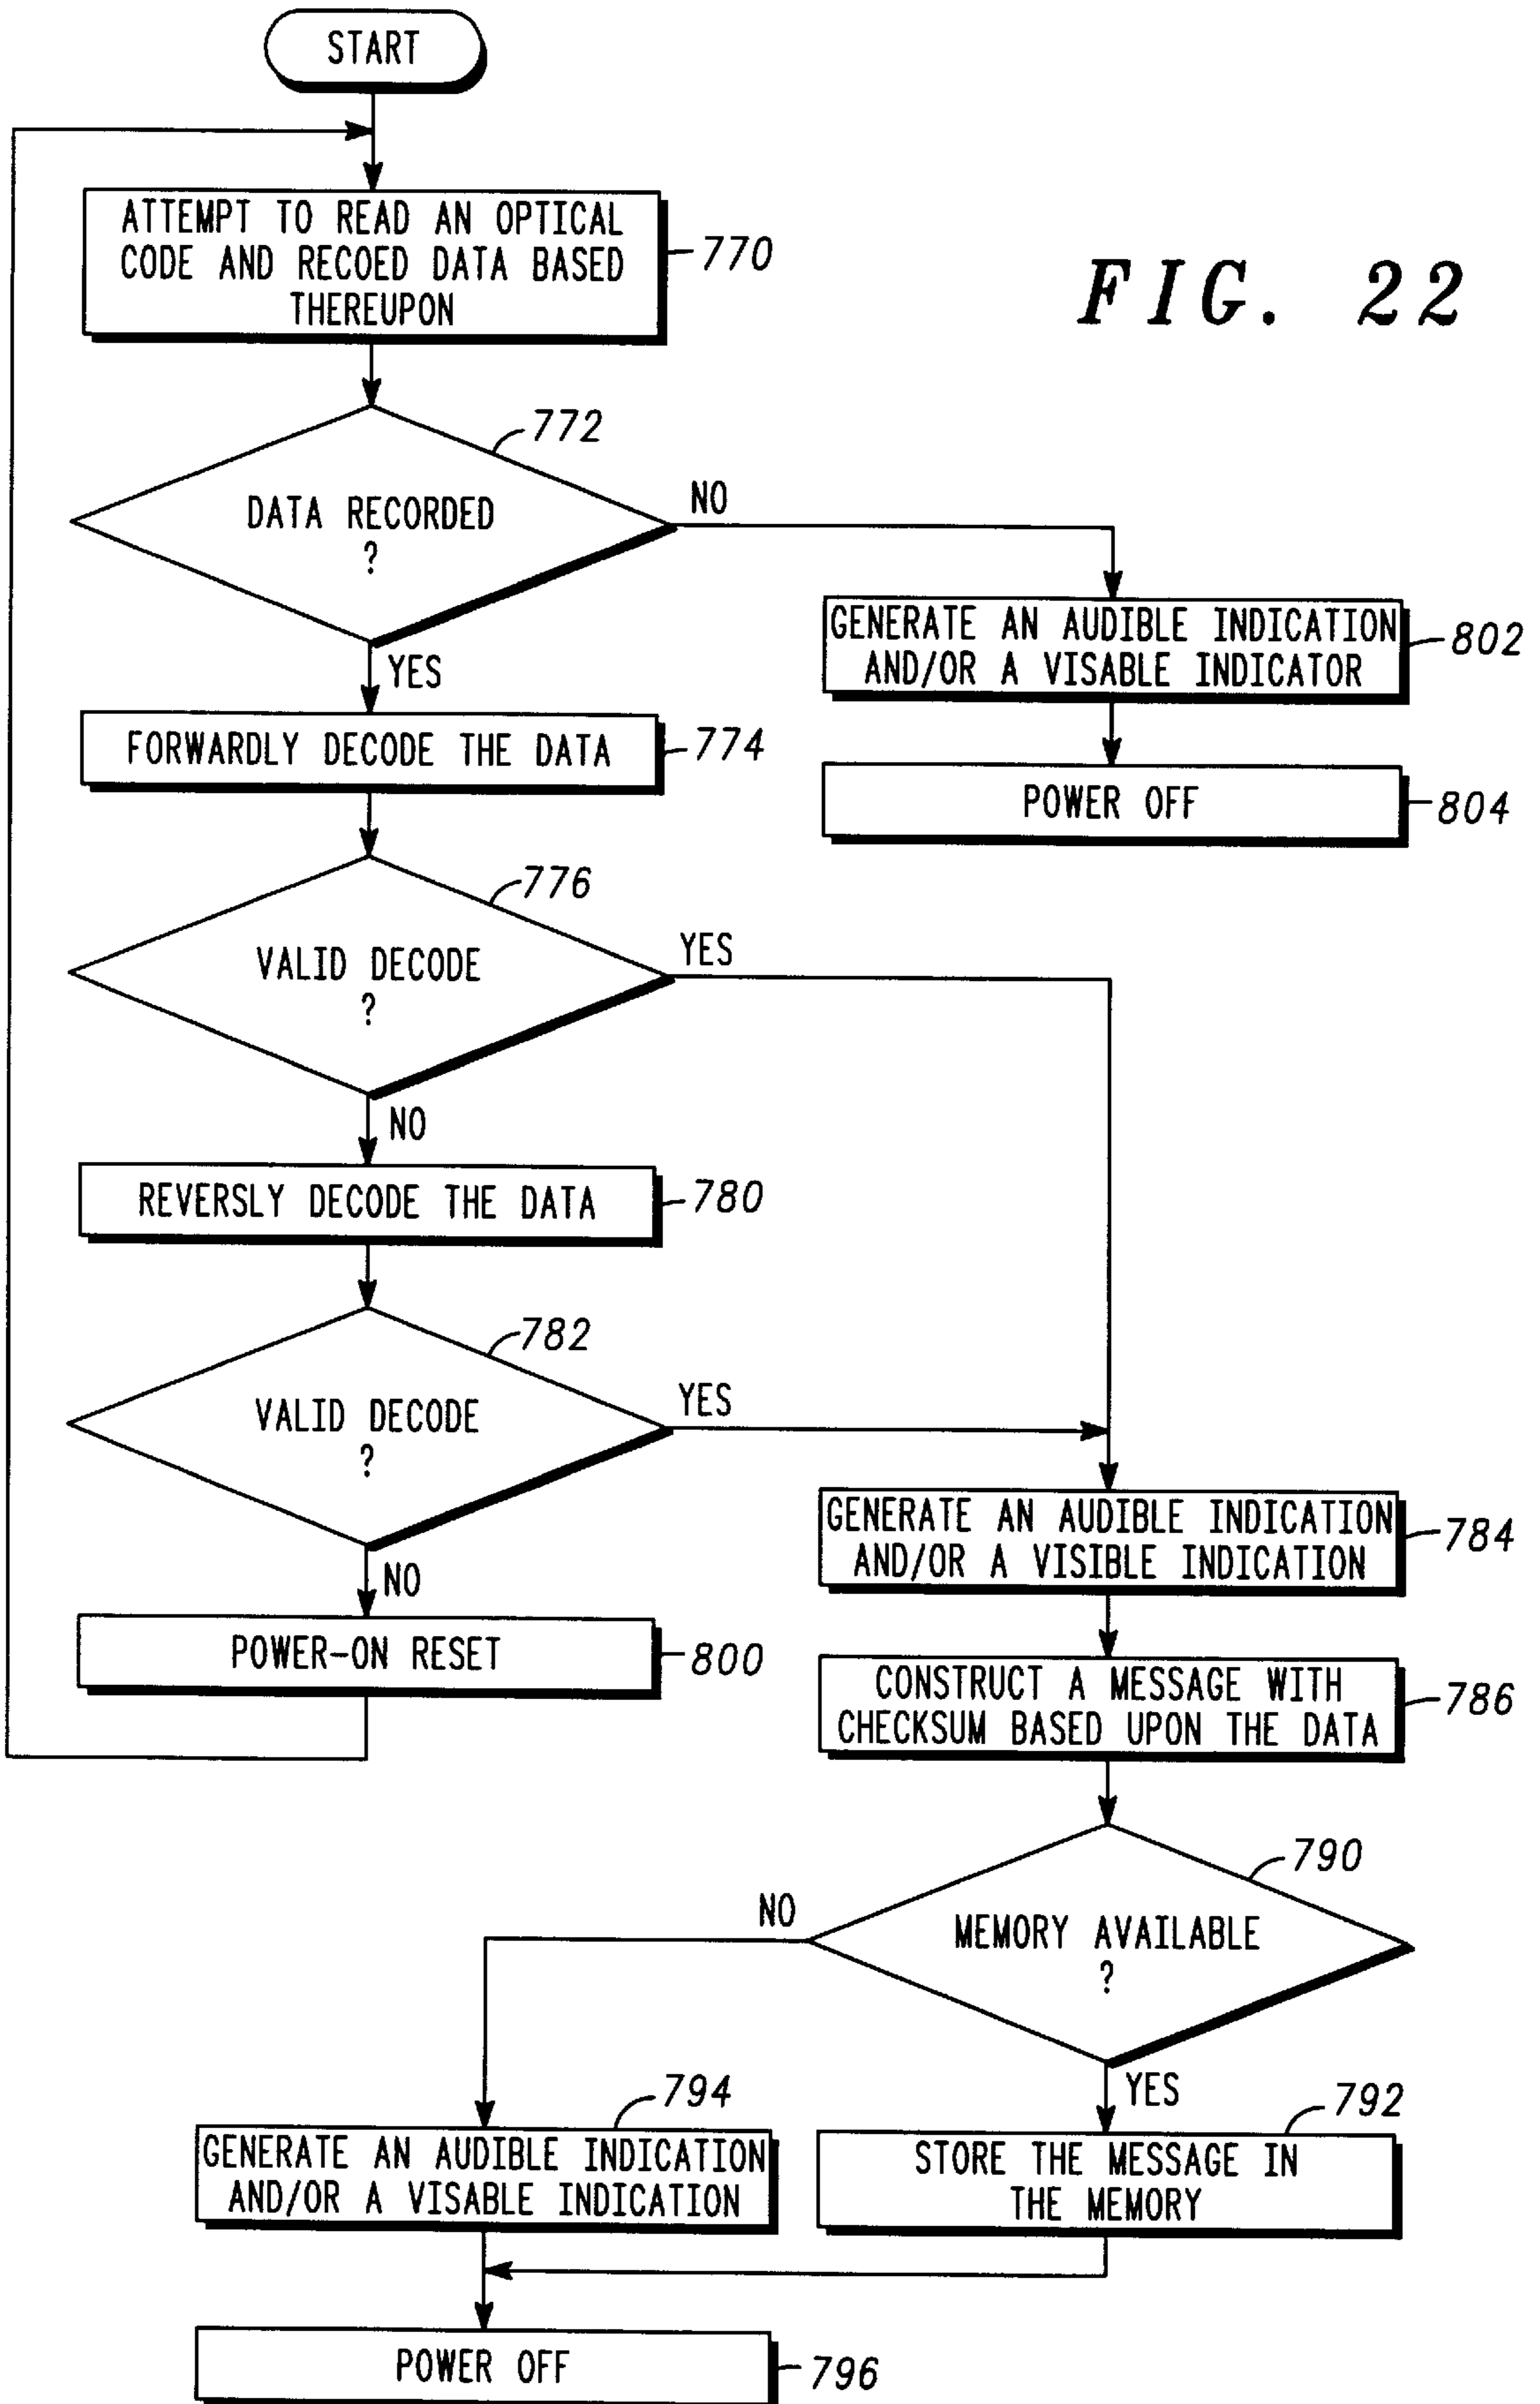 START
ATTEMPT TO READ AN OPTICAL
CODE AND RECOED DATA BASED
THEREUPON
770
FIG. 22
772
DATA RECORDED
?
NO
YES
GENERATE AN AUDIBLE INDICATION
AND/OR A VISABLE INDICATOR
802
FORWARDLY DECODE THE DATA
774
POWER OFF
804
776
VALID DECODE
?
YES
NO
REVERSLY DECODE THE DATA
780
782
VALID DECODE
?
YES
NO
GENERATE AN AUDIBLE INDICATION
AND/OR A VISIBLE INDICATION
784
POWER-ON RESET
800
CONSTRUCT A MESSAGE WITH
CHECKSUM BASED UPON THE DATA
786
790
MEMORY AVAILABLE
?
NO
YES
794
GENERATE AN AUDIBLE INDICATION
AND/OR A VISABLE INDICATION
792
STORE THE MESSAGE IN
THE MEMORY
POWER OFF
796